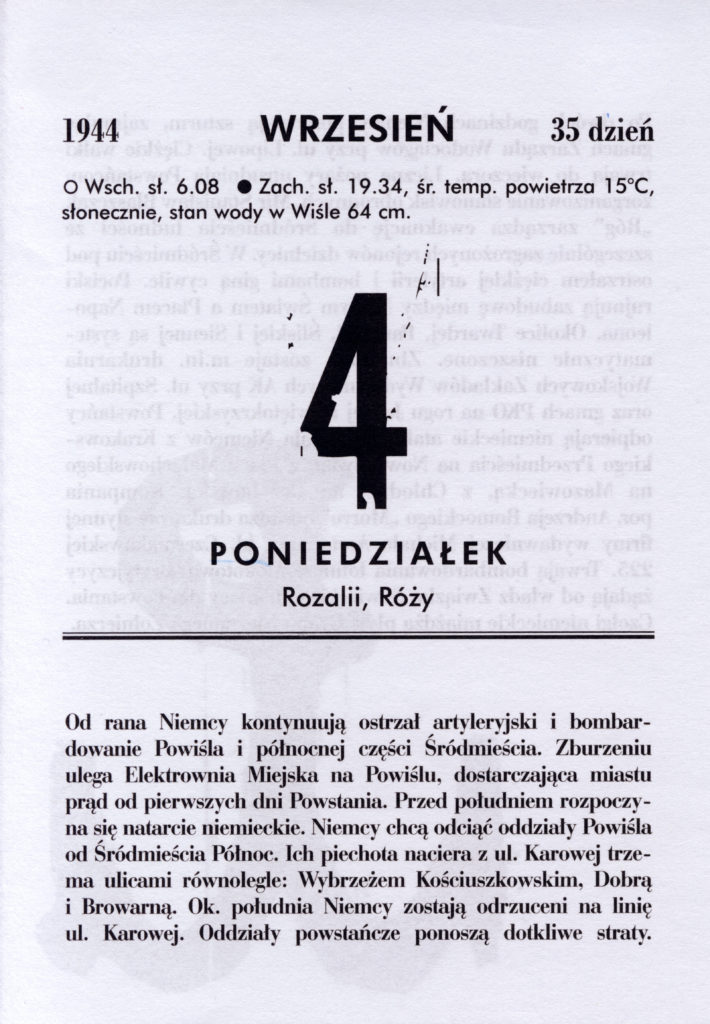 1944 WRZESIEŃ 35 dzień
○ Wsch. sł. 6.08 ● Zach. sł. 19.34, śr. temp. powietrza 15°C,
słonecznie, stan wody w Wiśle 64 cm.
4
PONIEDZIAŁEK
Rozalii, Róży
Od rana Niemcy kontynuują ostrzał artyleryjski i bombar-
dowanie Powiśla i północnej części Śródmieścia. Zburzeniu
ulega Elektrownia Miejska na Powiślu, dostarczająca miastu
prąd od pierwszych dni Powstania. Przed południem rozpoczy-
na się natarcie niemieckie. Niemcy chcą odciąć oddziały Powiśla
od Śródmieścia Północ. Ich piechota naciera z ul. Karowej trze-
ma ulicami równolegle: Wybrzeżem Kościuszkowskim, Dobrą
i Browarną. Ok. południa Niemcy zostają odrzuceni na linię
ul. Karowej. Oddziały powstańcze ponoszą dotkliwe straty.